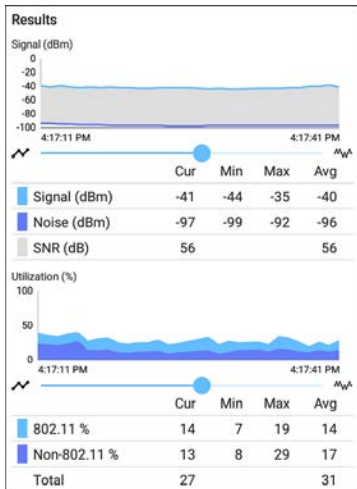 Results
Signal (dBm)
0
-20
-40
-60
-80
-100
4:17:11 PM 4:17:41 PM
Cur Min Max Avg
Signal (dBm) -41 -44 -35 -40
Noise (dBm) -97 -99 -92 -96
SNR (dB) 56 56
Utilization (%)
100
50
0
4:17:11 PM 4:17:41 PM
Cur Min Max Avg
802.11 % 14 7 19 14
Non-802.11 % 13 8 29 17
Total 27 31